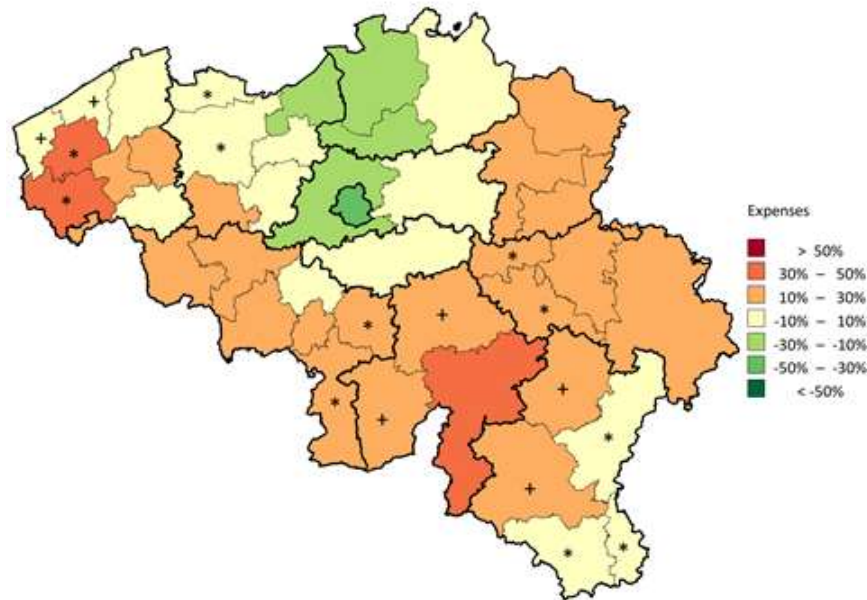 Expenses
> 50%
30% – 50%
10% – 30%
-10% – 10%
-30% – -10%
-50% – -30%
< -50%